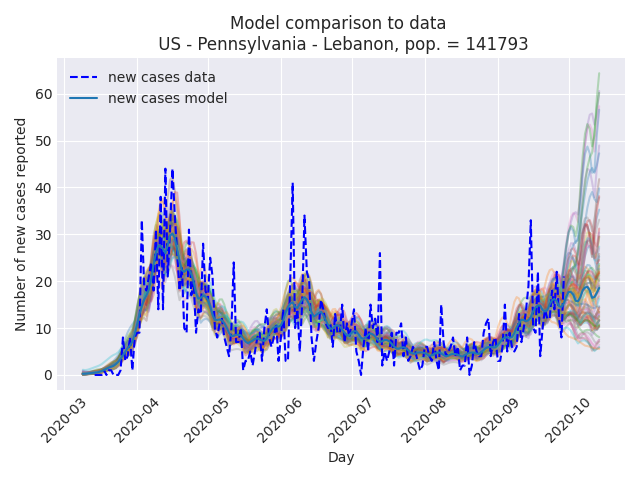 Model comparison to data
US - Pennsylvania - Lebanon, pop. = 141793
new cases data
new cases model
Number of new cases reported
60
50
40
30
20
10
0
2020-03
2020-04
2020-05
2020-06
2020-07
2020-08
2020-09
2020-10
Day